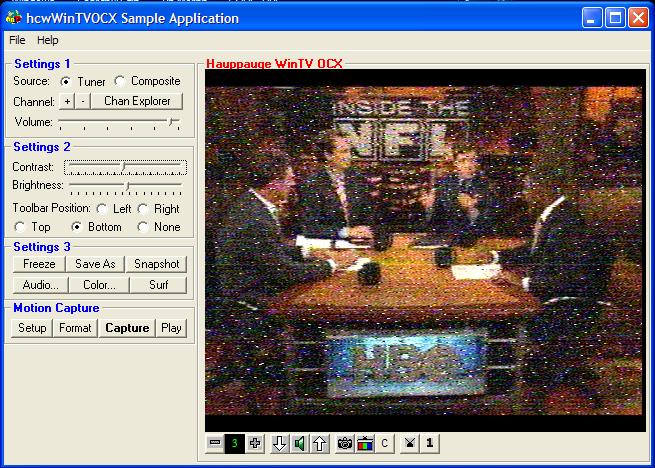 hcwWinTVOCX Sample Application
File Help
Settings 1
Source: Tuner Composite
Channel: + - Chan Explorer
Volume:
Settings 2
Contrast:
Brightness:
Toolbar Position: Left Right
Top Bottom None
Settings 3
Freeze Save As Snapshot
Audio... Color... Surf
Motion Capture
Setup Format Capture Play
Hauppauge WinTV OCX
INSIDE THE
NFL
HBO
3 C 1